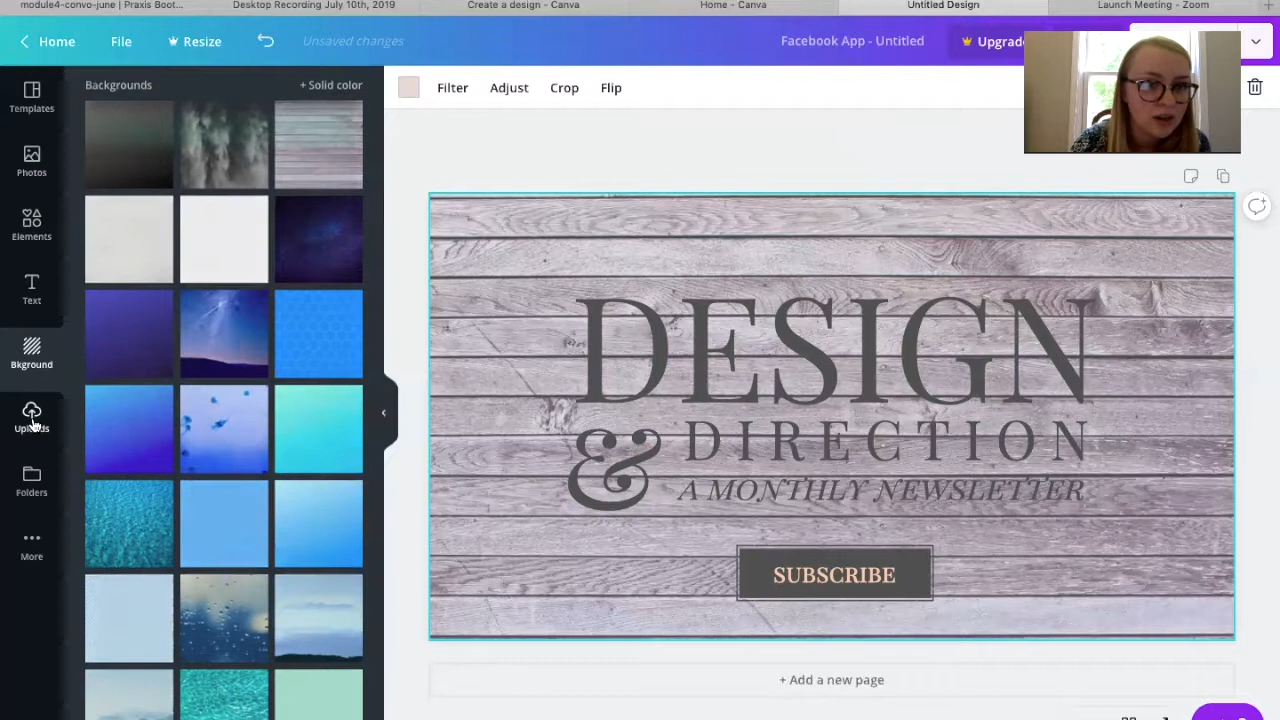 module4-convo-june | Praxis Boot...
Desktop Recording July 10th, 2019
Create a design - Canva
Home - Canva
Untitled Design
Launch Meeting - Zoom
Home
File
Resize
Unsaved changes
Facebook App - Untitled
Upgrade
Templates
Photos
Elements
Text
Bkground
Uploads
Folders
More
Backgrounds
+ Solid color
Filter
Adjust
Crop
Flip
DESIGN
& DIRECTION
A MONTHLY NEWSLETTER
SUBSCRIBE
+ Add a new page